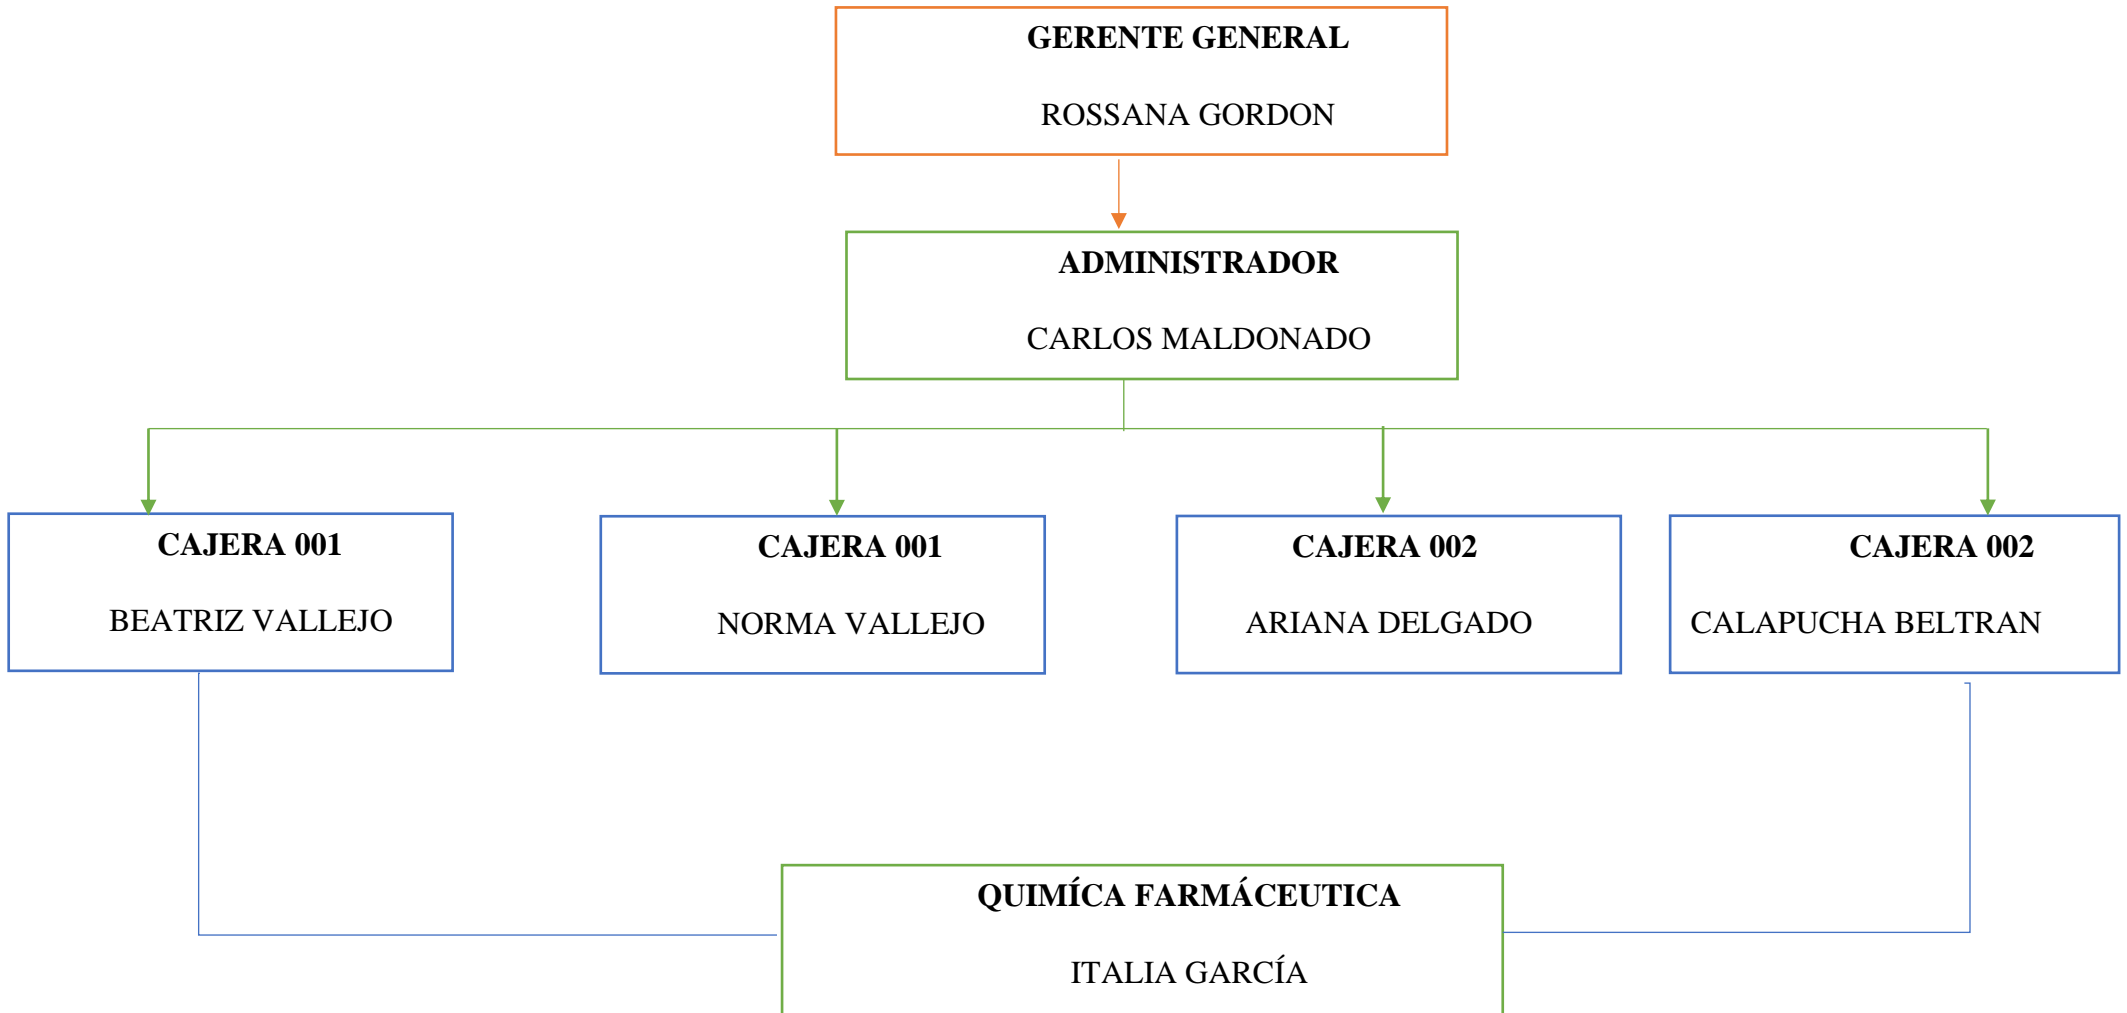 GERENTE GENERAL
ROSSANA GORDON
ADMINISTRADOR
CARLOS MALDONADO
CAJERA 001
BEATRIZ VALLEJO
CAJERA 001
NORMA VALLEJO
CAJERA 002
ARIANA DELGADO
CAJERA 002
CALAPUCHA BELTRAN
QUIMÍCA FARMÁCEUTICA
ITALIA GARCÍA